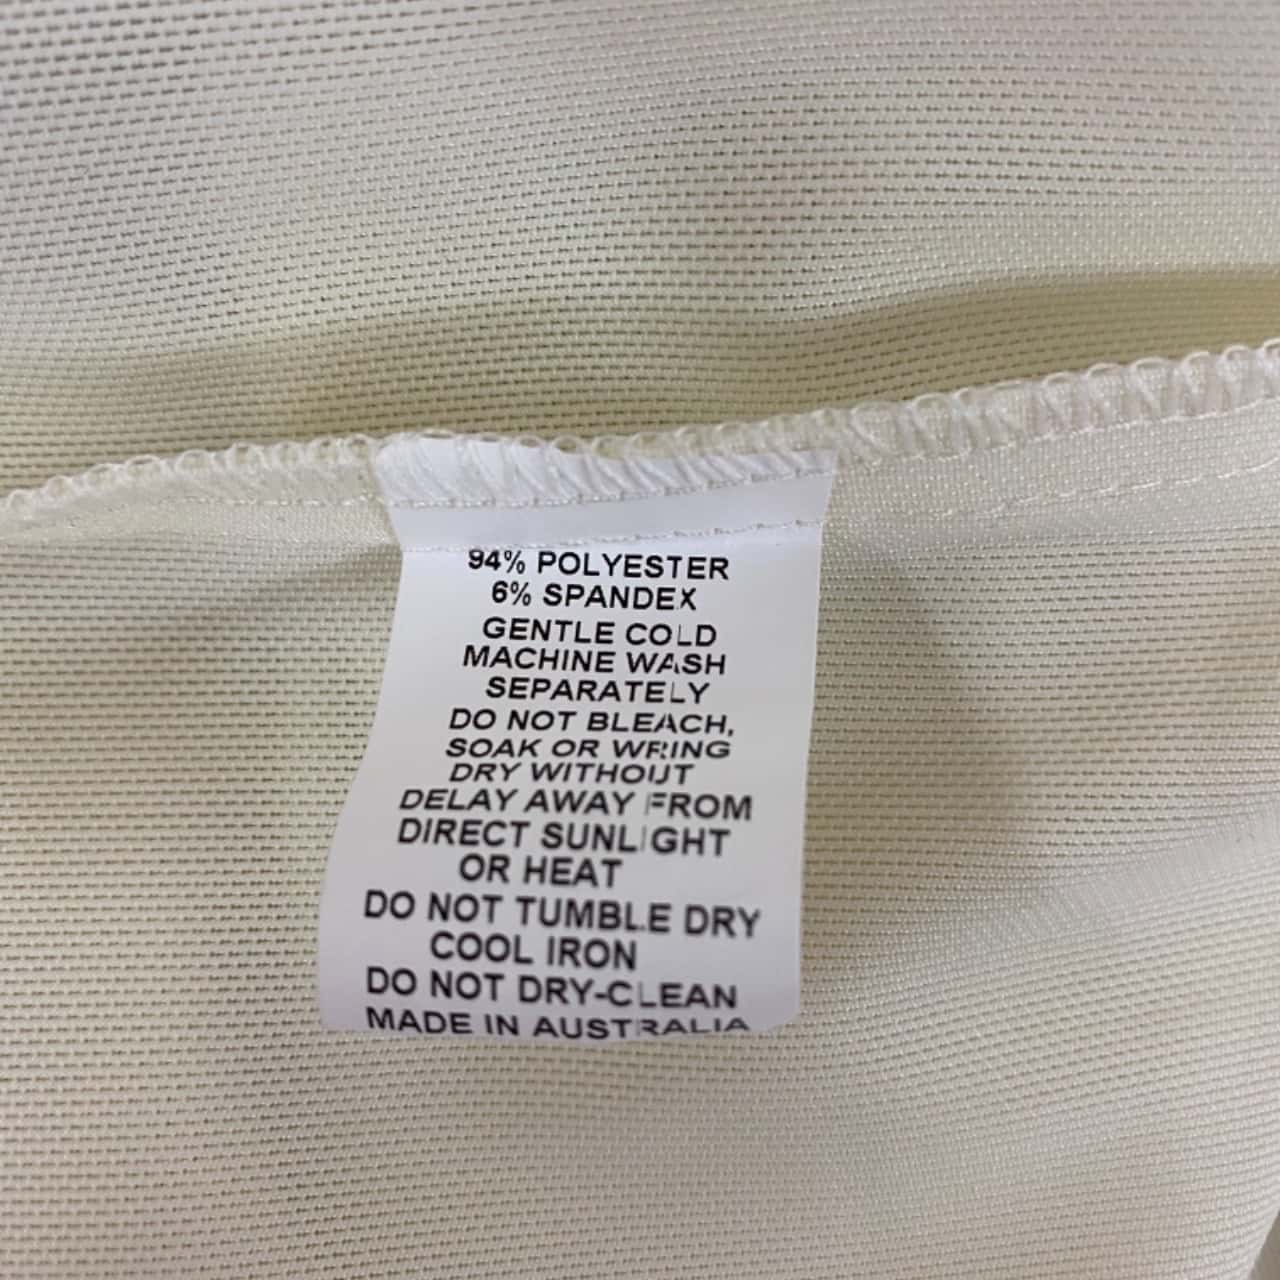 94% POLYESTER
6% SPANDEX
GENTLE COLD
MACHINE WASH
SEPARATELY
DO NOT BLEACH,
SOAK OR WRING
DRY WITHOUT
DELAY AWAY FROM
DIRECT SUNLIGHT
OR HEAT
DO NOT TUMBLE DRY
COOL IRON
DO NOT DRY-CLEAN
MADE IN AUSTRALIA